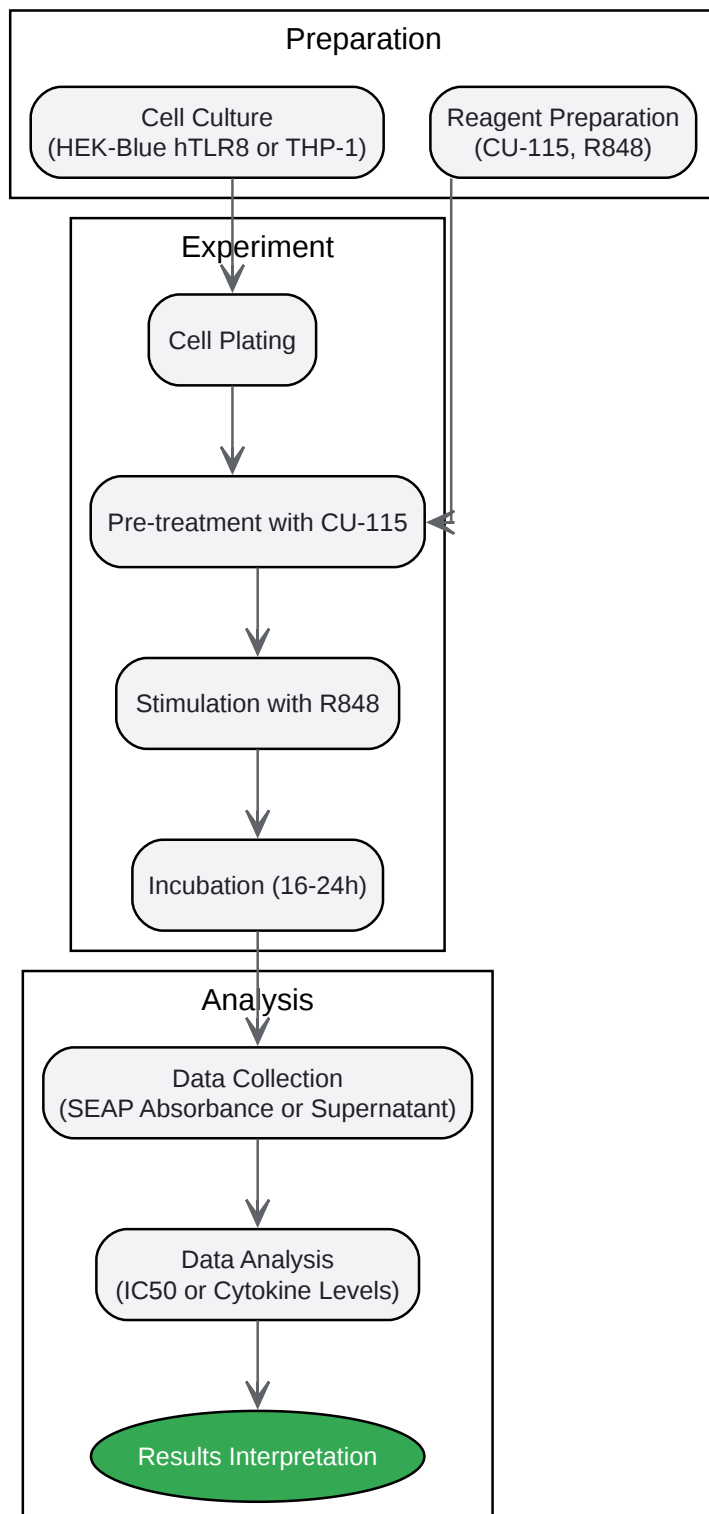 Preparation
Cell Culture
(HEK-Blue hTLR8 or THP-1)
Reagent Preparation
(CU-115, R848)
Experiment
Cell Plating
Pre-treatment with CU-115
Stimulation with R848
Incubation (16-24h)
Analysis
Data Collection
(SEAP Absorbance or Supernatant)
Data Analysis
(IC50 or Cytokine Levels)
Results Interpretation